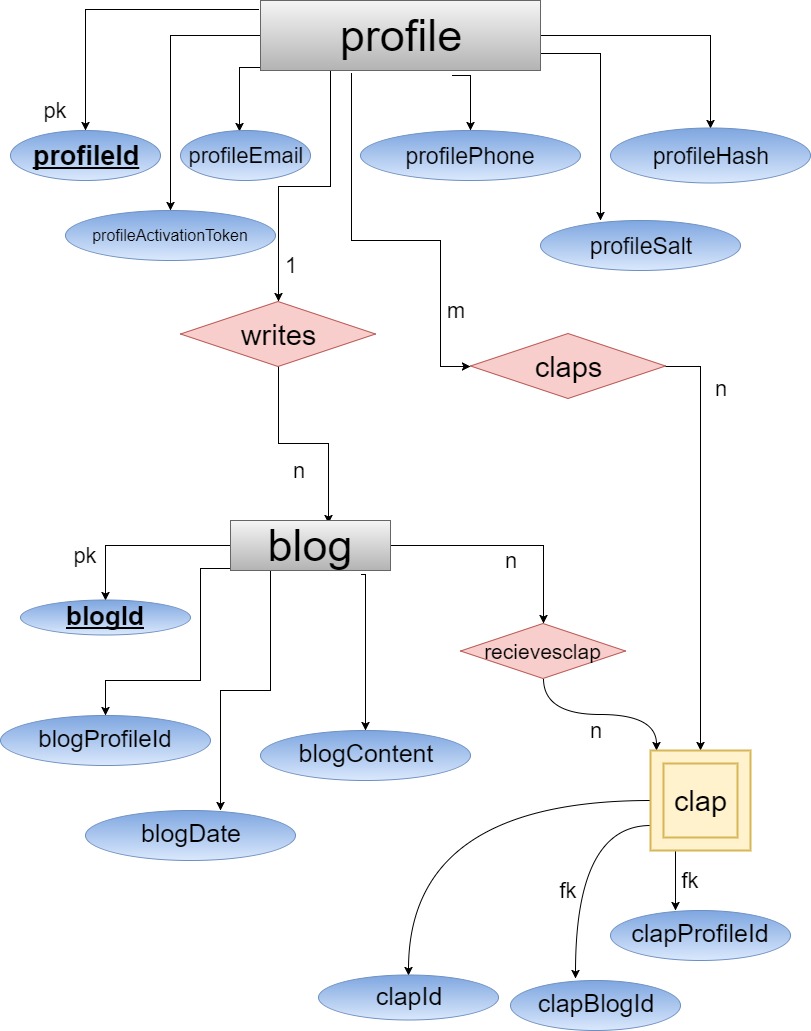 profile
pk
profileId
profileEmail
profilePhone
profileHash
profileActivationToken
profileSalt
1
writes
m
claps
n
n
blog
pk
n
blogId
recievesclap
blogProfileId
n
blogContent
clap
blogDate
fk
fk
clapProfileId
clapId
clapBlogId